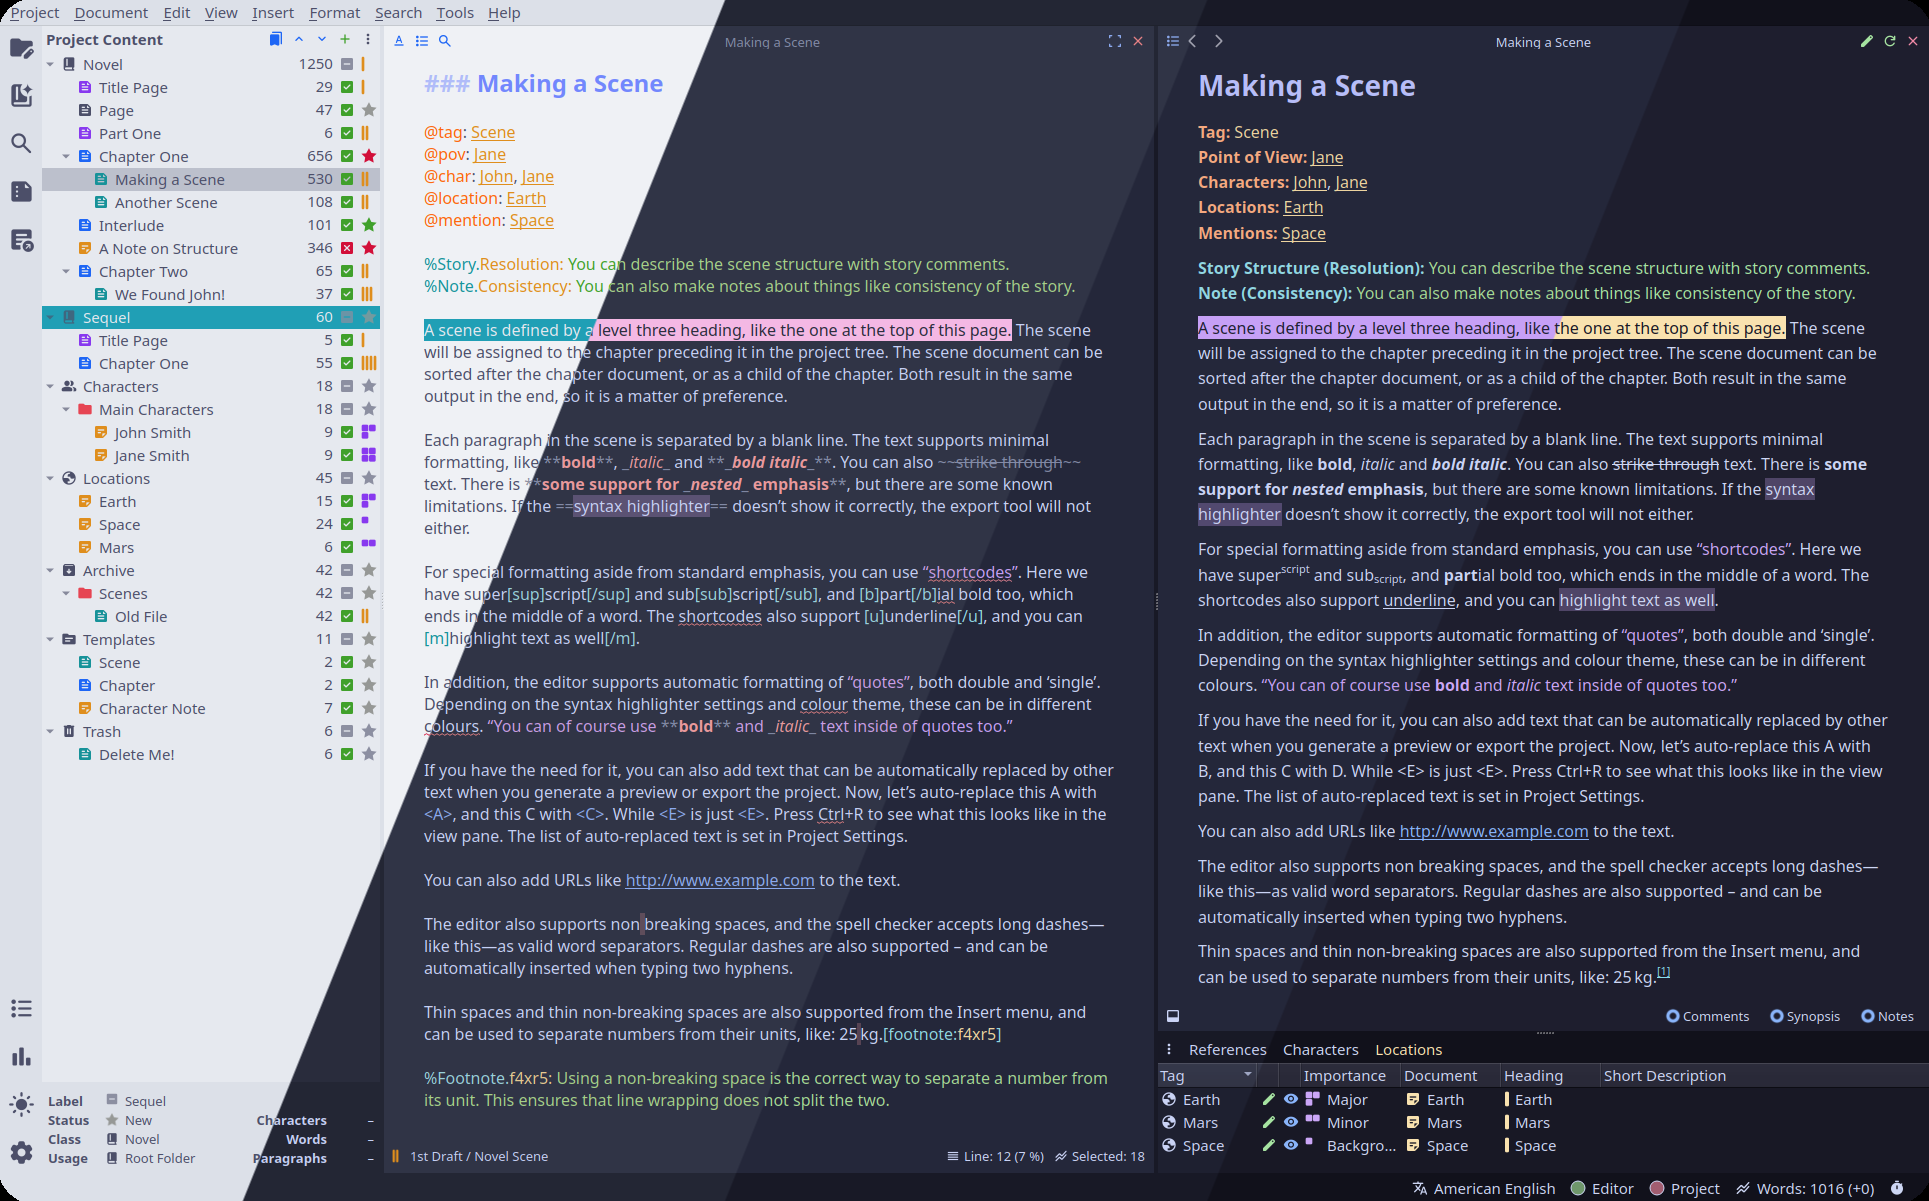 Project Document Edit View Insert Format Search Tools Help
Project Content
Novel 1250
Title Page 29
Page 47
Part One 6
Chapter One 656
Making a Scene 530
Another Scene 108
Interlude 101
A Note on Structure 346
Chapter Two 65
We Found John! 37
Sequel 60
Title Page 5
Chapter One 55
Characters 18
Main Characters 18
John Smith 9
Jane Smith 9
Locations 45
Earth 15
Space 24
Mars 6
Archive 42
Scenes 42
Old File 42
Templates 11
Scene 2
Chapter 2
Character Note 7
Trash 6
Delete Me! 6
Label Sequel
Status New Characters –
Class Novel Words –
Usage Root Folder Paragraphs –
Making a Scene
### Making a Scene
@tag: Scene
@pov: Jane
@char: John, Jane
@location: Earth
@mention: Space
%Story.Resolution: You can describe the scene structure with story comments.
%Note.Consistency: You can also make notes about things like consistency of the story.
A scene is defined by a level three heading, like the one at the top of this page. The scene
will be assigned to the chapter preceding it in the project tree. The scene document can be
sorted after the chapter document, or as a child of the chapter. Both result in the same
output in the end, so it is a matter of preference.
Each paragraph in the scene is separated by a blank line. The text supports minimal
formatting, like **bold**, _italic_ and **_bold italic_**. You can also ~~strike through~~
text. There is **some support for _nested_ emphasis**, but there are some known
limitations. If the ==syntax highlighter== doesn’t show it correctly, the export tool will not
either.
For special formatting aside from standard emphasis, you can use “shortcodes”. Here we
have super[sup]script[/sup] and sub[sub]script[/sub], and [b]part[/b]ial bold too, which
ends in the middle of a word. The shortcodes also support [u]underline[/u], and you can
[m]highlight text as well[/m].
In addition, the editor supports automatic formatting of “quotes”, both double and ‘single’.
Depending on the syntax highlighter settings and colour theme, these can be in different
colours. “You can of course use **bold** and _italic_ text inside of quotes too.”
If you have the need for it, you can also add text that can be automatically replaced by other
text when you generate a preview or export the project. Now, let’s auto-replace this A with
<A>, and this C with <C>. While <E> is just <E>. Press Ctrl+R to see what this looks like in the
view pane. The list of auto-replaced text is set in Project Settings.
You can also add URLs like http://www.example.com to the text.
The editor also supports non breaking spaces, and the spell checker accepts long dashes—
like this—as valid word separators. Regular dashes are also supported – and can be
automatically inserted when typing two hyphens.
Thin spaces and thin non-breaking spaces are also supported from the Insert menu, and
can be used to separate numbers from their units, like: 25 kg.[footnote:f4xr5]
%Footnote.f4xr5: Using a non-breaking space is the correct way to separate a number from
its unit. This ensures that line wrapping does not split the two.
1st Draft / Novel Scene Line: 12 (7 %) Selected: 18
Making a Scene
Making a Scene
Tag: Scene
Point of View: Jane
Characters: John, Jane
Locations: Earth
Mentions: Space
Story Structure (Resolution): You can describe the scene structure with story comments.
Note (Consistency): You can also make notes about things like consistency of the story.
A scene is defined by a level three heading, like the one at the top of this page. The scene
will be assigned to the chapter preceding it in the project tree. The scene document can be
sorted after the chapter document, or as a child of the chapter. Both result in the same
output in the end, so it is a matter of preference.
Each paragraph in the scene is separated by a blank line. The text supports minimal
formatting, like bold, italic and bold italic. You can also strike through text. There is some
support for nested emphasis, but there are some known limitations. If the syntax
highlighter doesn’t show it correctly, the export tool will not either.
For special formatting aside from standard emphasis, you can use “shortcodes”. Here we
have superscript and subscript, and partial bold too, which ends in the middle of a word. The
shortcodes also support underline, and you can highlight text as well.
In addition, the editor supports automatic formatting of “quotes”, both double and ‘single’.
Depending on the syntax highlighter settings and colour theme, these can be in different
colours. “You can of course use bold and italic text inside of quotes too.”
If you have the need for it, you can also add text that can be automatically replaced by other
text when you generate a preview or export the project. Now, let’s auto-replace this A with
B, and this C with D. While <E> is just <E>. Press Ctrl+R to see what this looks like in the view
pane. The list of auto-replaced text is set in Project Settings.
You can also add URLs like http://www.example.com to the text.
The editor also supports non breaking spaces, and the spell checker accepts long dashes—
like this—as valid word separators. Regular dashes are also supported – and can be
automatically inserted when typing two hyphens.
Thin spaces and thin non-breaking spaces are also supported from the Insert menu, and
can be used to separate numbers from their units, like: 25 kg.[1]
Comments Synopsis Notes
References Characters Locations
Tag Importance Document Heading Short Description
Earth Major Earth Earth
Mars Minor Mars Mars
Space Backgro... Space Space
American English Editor Project Words: 1016 (+0)